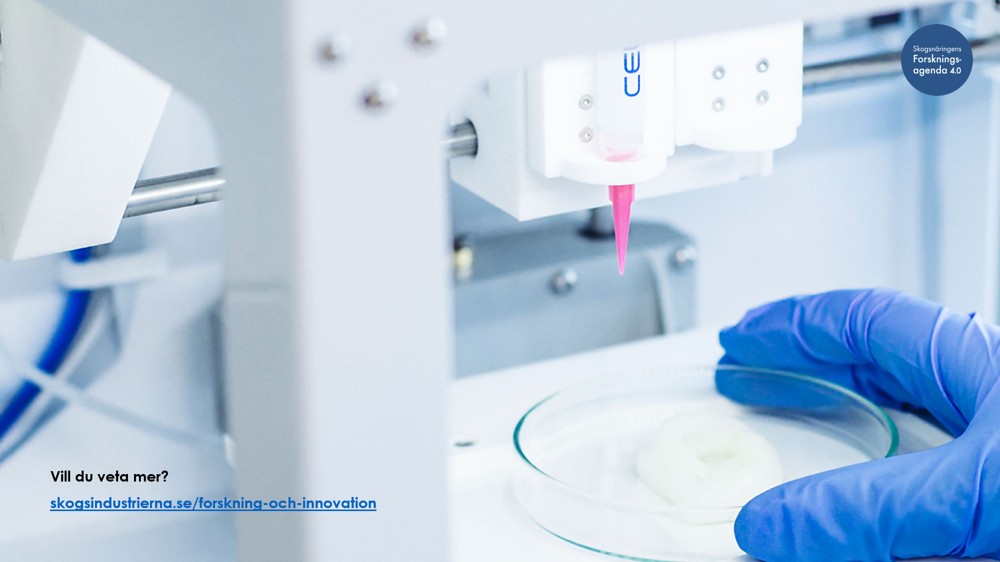 Skogsnäringens
Forsknings-
agenda 4.0
Vill du veta mer?
skogsindustrierna.se/forskning-och-innovation